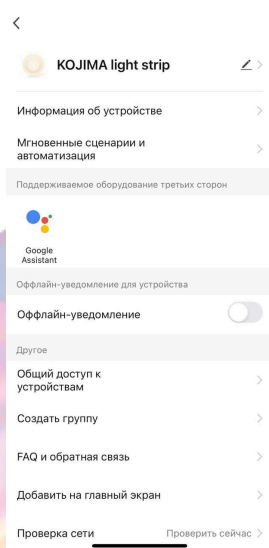 KOJIMA light strip
Информация об устройстве
Мгновенные сценарии и
автоматизация
Поддерживаемое оборудование третьих сторон
Google
Assistant
Оффлайн-уведомление для устройства
Оффлайн-уведомление
Другое
Общий доступ к
устройствам
Создать группу
FAQ и обратная связь
Добавить на главный экран
Проверка сети Проверить сейчас